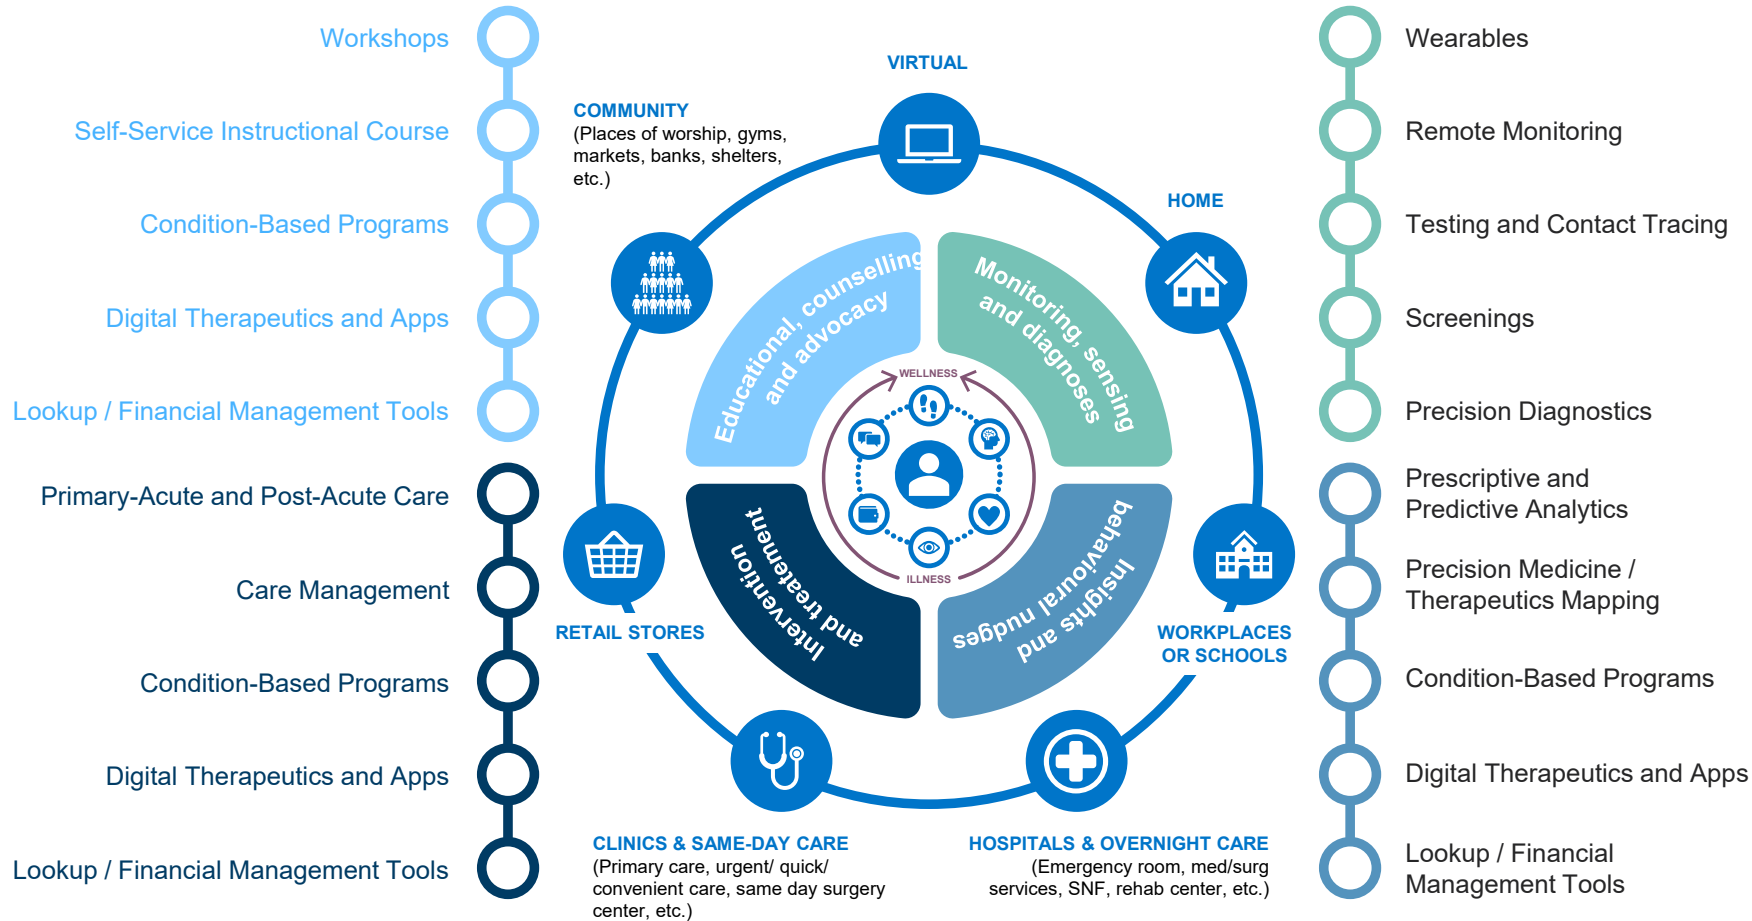 Workshops
Self-Service Instructional Course
Condition-Based Programs
Digital Therapeutics and Apps
Lookup / Financial Management Tools
Primary-Acute and Post-Acute Care
Care Management
Condition-Based Programs
Digital Therapeutics and Apps
Lookup / Financial Management Tools
VIRTUAL
COMMUNITY
(Places of worship, gyms,
markets, banks, shelters,
etc.)
HOME
Educational, counselling
and advocacy
Monitoring, sensing
and diagnoses
WELLNESS
ILLNESS
Intervention
and treatement
Insights and
behavioural nudges
RETAIL STORES
WORKPLACES
OR SCHOOLS
CLINICS & SAME-DAY CARE
(Primary care, urgent/ quick/
convenient care, same day surgery
center, etc.)
HOSPITALS & OVERNIGHT CARE
(Emergency room, med/surg
services, SNF, rehab center, etc.)
Wearables
Remote Monitoring
Testing and Contact Tracing
Screenings
Precision Diagnostics
Prescriptive and
Predictive Analytics
Precision Medicine /
Therapeutics Mapping
Condition-Based Programs
Digital Therapeutics and Apps
Lookup / Financial
Management Tools